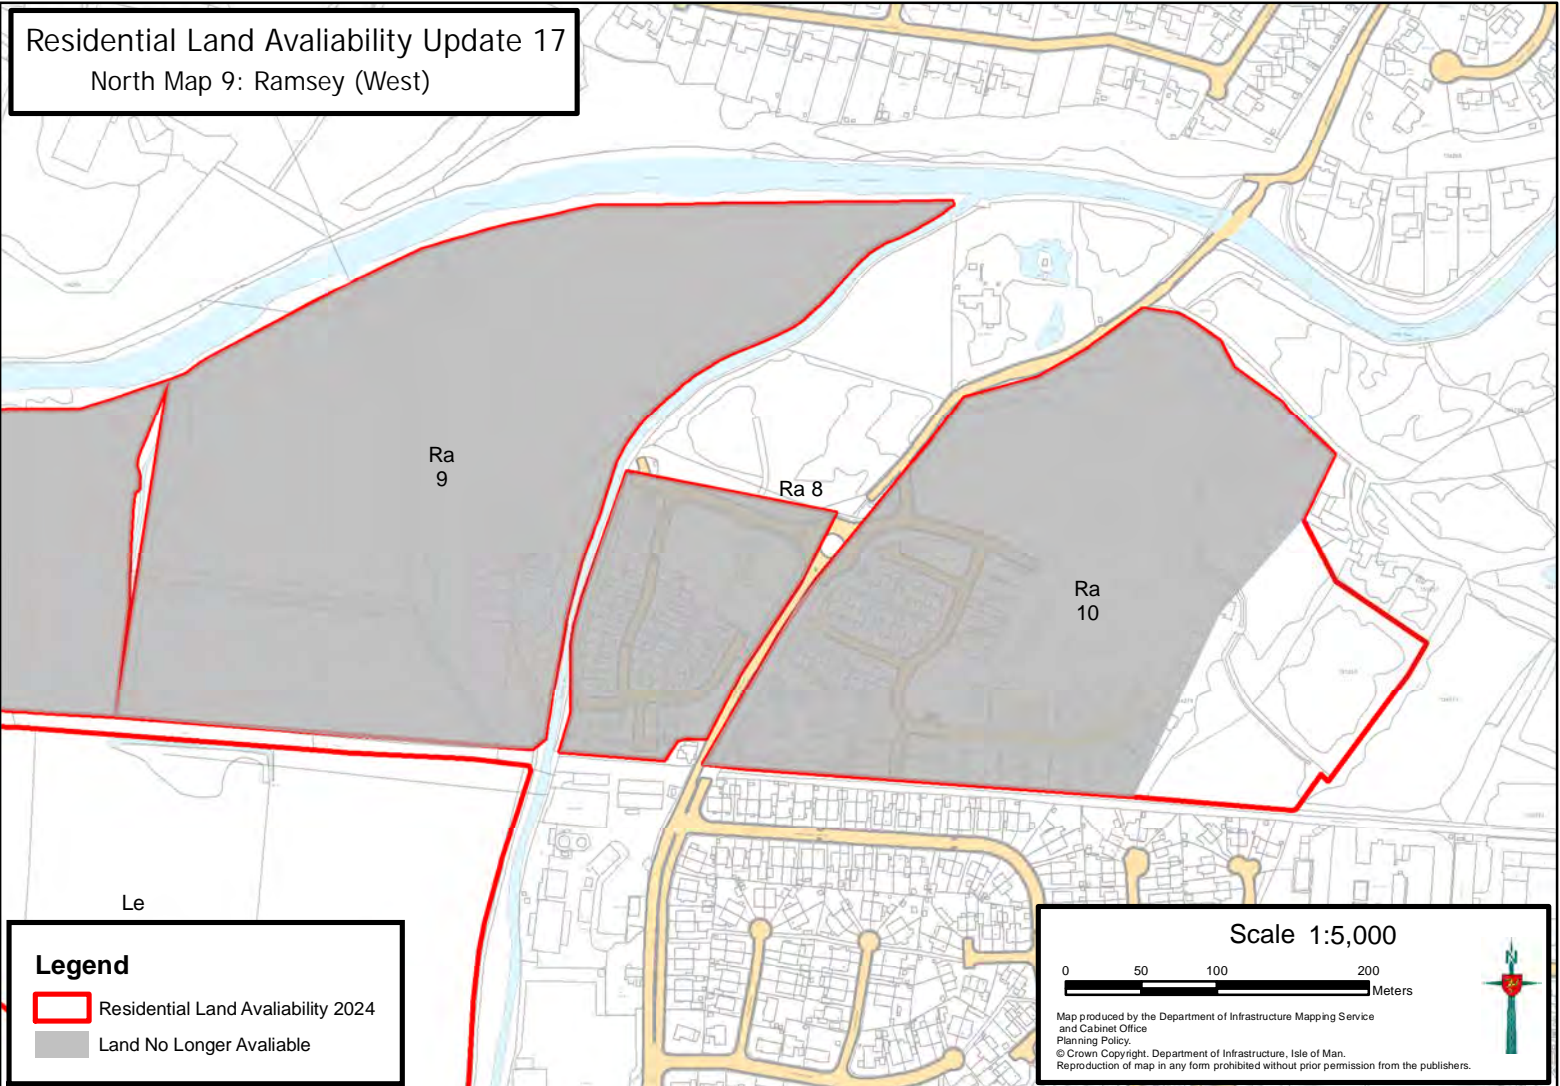 Residential Land Avaliability Update 17
North Map 9: Ramsey (West)
Ra
9
Ra 8
Ra
10
Le
Legend
Residential Land Avaliability 2024
Land No Longer Avaliable
Scale 1:5,000
0 50 100 200
Meters
N
Map produced by the Department of Infrastructure Mapping Service
and Cabinet Office
Planning Policy.
© Crown Copyright. Department of Infrastructure, Isle of Man.
Reproduction of map in any form prohibited without prior permission from the publishers.